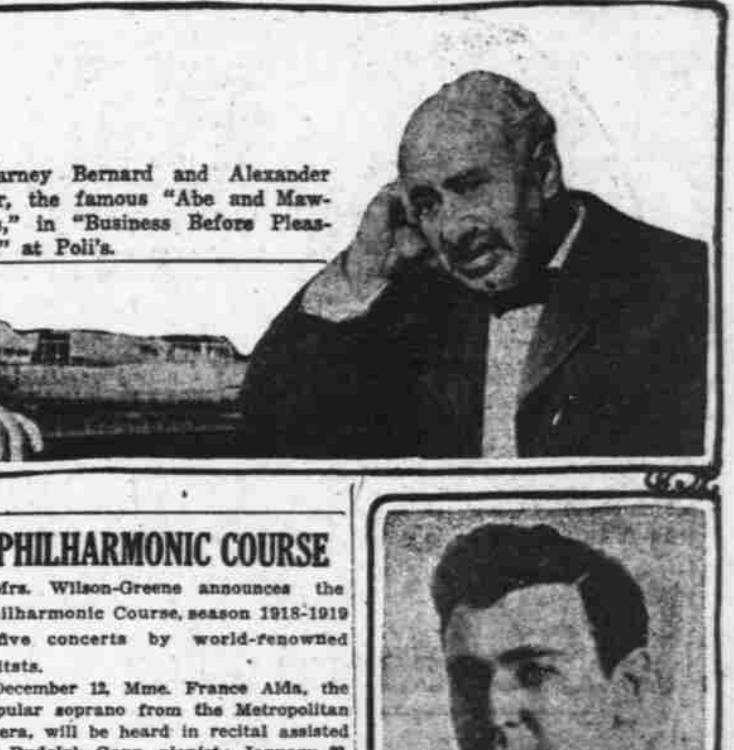 arney Bernard and Alexander
r, the famous "Abe and Maw-
," in "Business Before Pleas-
" at Poli's.
PHILHARMONIC COURSE
Mrs. Wilson-Greene announces the
ilharmonic Course, season 1918-1919
five concerts by world-renowned
tists.
December 12, Mme. France Alda, the
pular soprano from the Metropolitan
era, will be heard in recital assisted